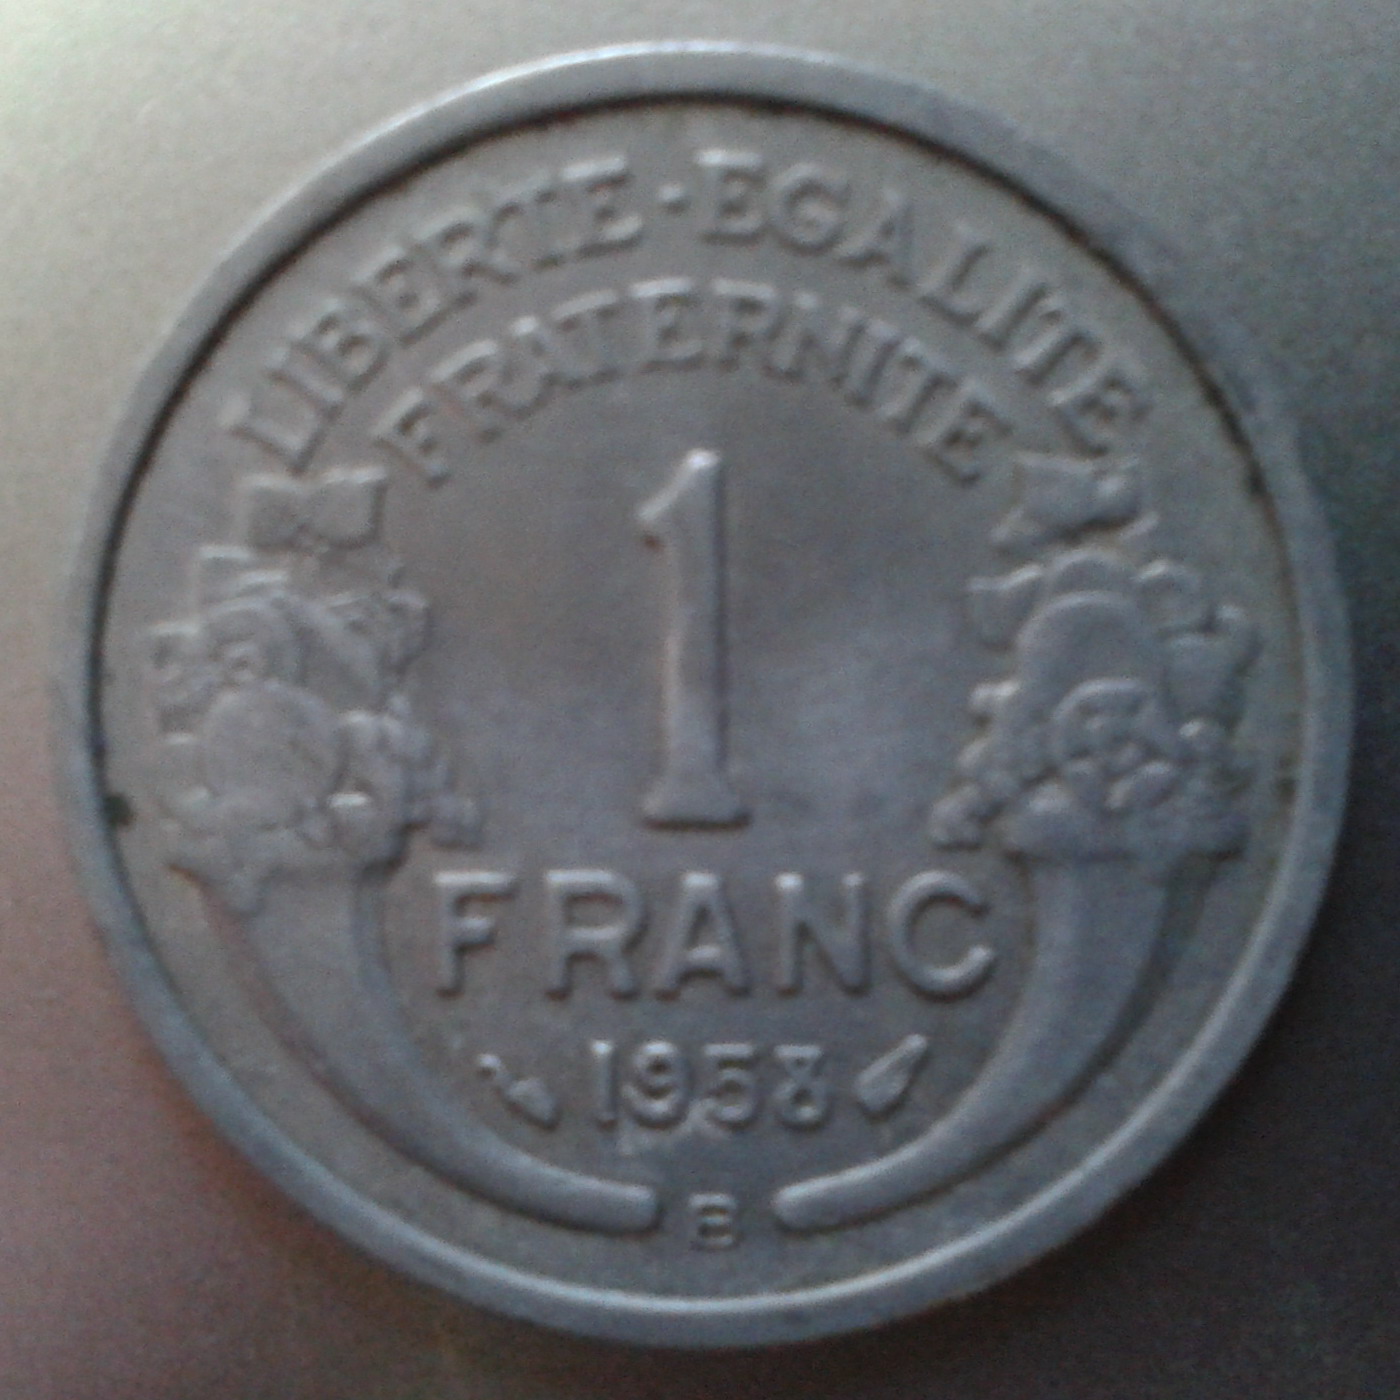 LIBERTE·EGALITE
FRATERNITE
1
FRANC
1958
B